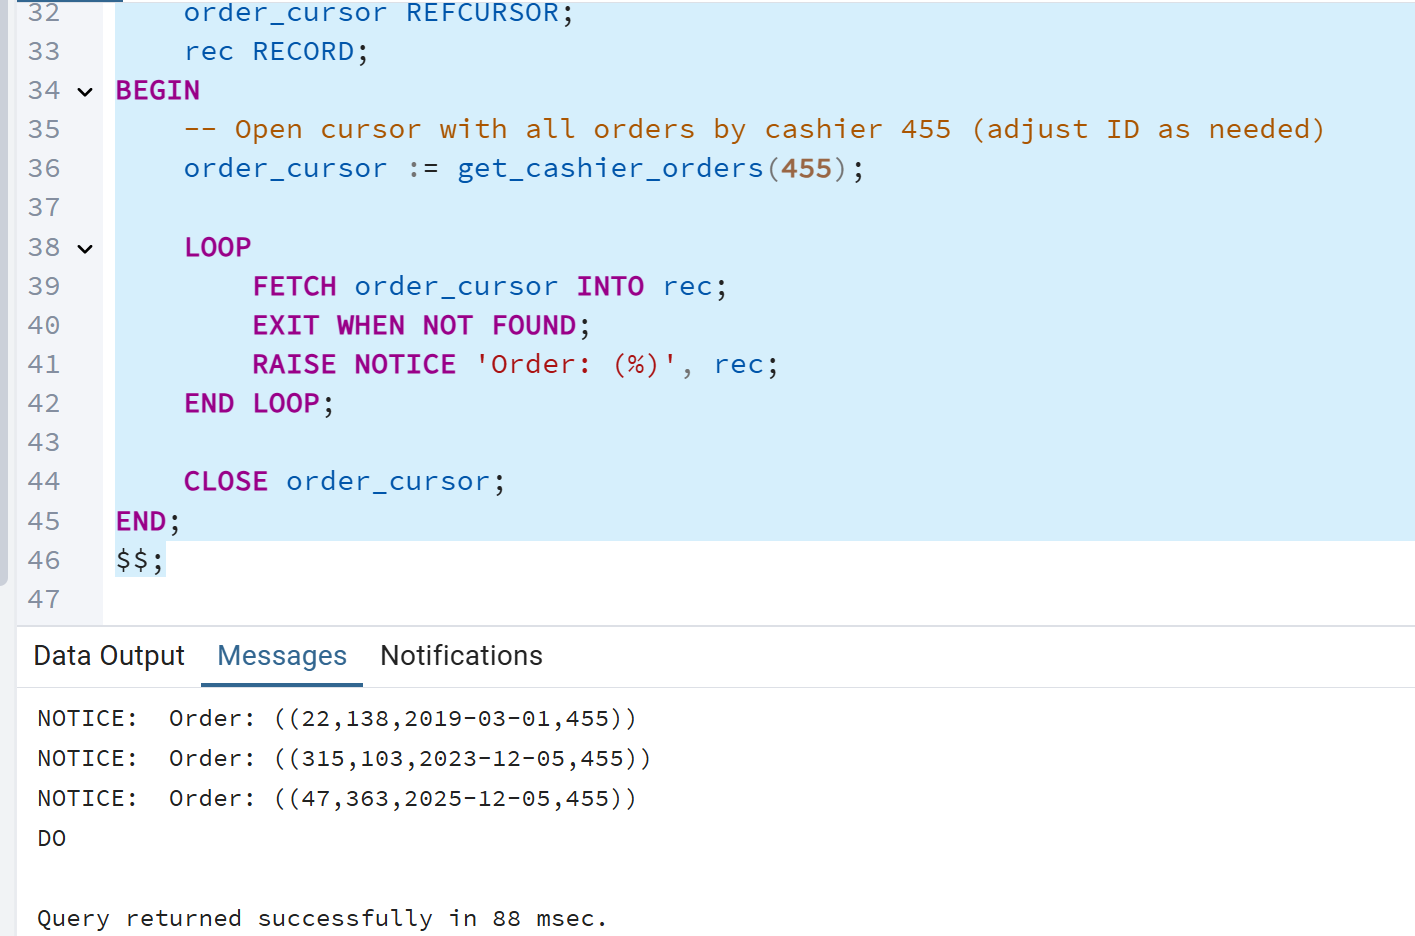 32 order_cursor REFCURSOR;
33 rec RECORD;
34 BEGIN
35 -- Open cursor with all orders by cashier 455 (adjust ID as needed)
36 order_cursor := get_cashier_orders(455);
37
38 LOOP
39 FETCH order_cursor INTO rec;
40 EXIT WHEN NOT FOUND;
41 RAISE NOTICE 'Order: (%)', rec;
42 END LOOP;
43
44 CLOSE order_cursor;
45 END;
46 $$;
47
Data Output Messages Notifications
NOTICE:  Order: ((22,138,2019-03-01,455))
NOTICE:  Order: ((315,103,2023-12-05,455))
NOTICE:  Order: ((47,363,2025-12-05,455))
DO
Query returned successfully in 88 msec.